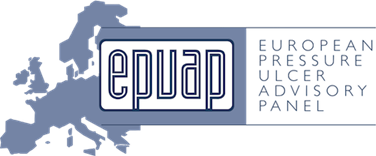 epuap
EUROPEAN
PRESSURE
ULCER
ADVISORY
PANEL